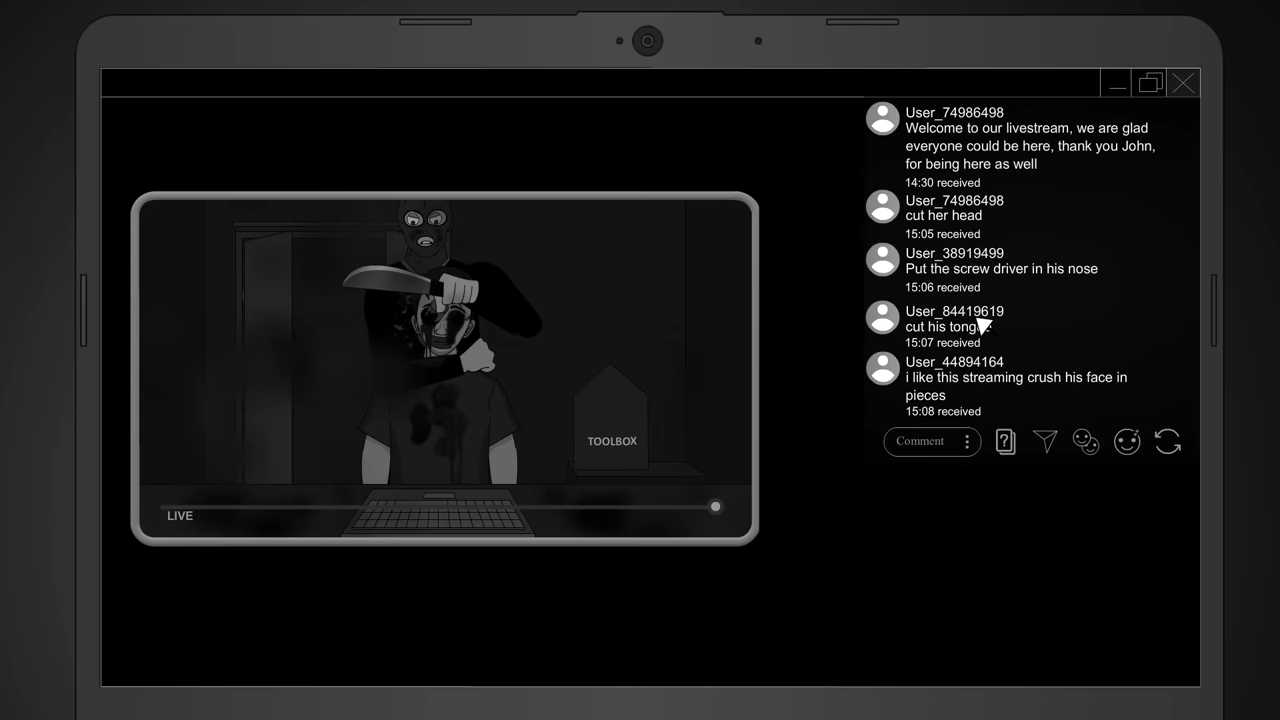 User_74986498
Welcome to our livestream, we are glad
everyone could be here, thank you John,
for being here as well
14:30 received
User_74986498
cut her head
15:05 received
User_38919499
Put the screw driver in his nose
15:06 received
User_84419619
cut his
15:07 received
User_44894164
i like this streaming crush his face in
pieces
15:08 received
Comment
TOOLBOX
LIVE